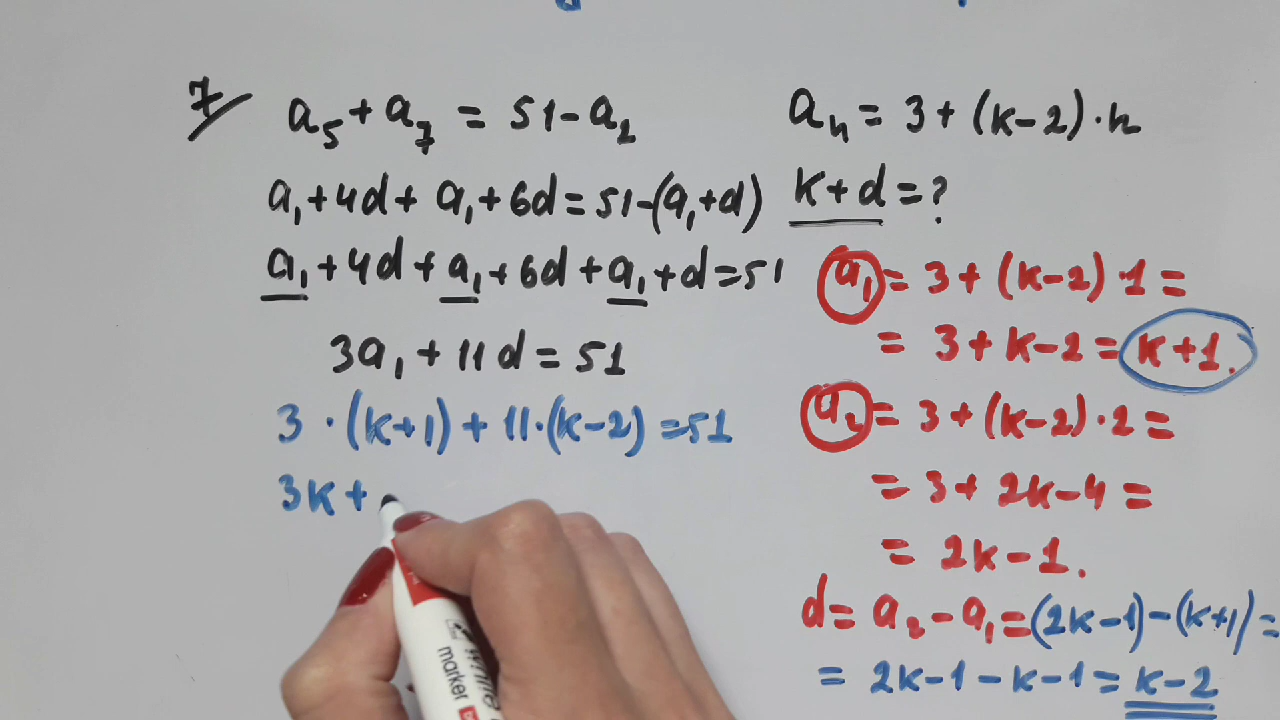 7
a₅ + a₇ = 51 - a₂
a₁ + 4d + a₁ + 6d = 51 - (a₁ + d)
a₁ + 4d + a₁ + 6d + a₁ + d = 51
3a₁ + 11d = 51
3 · (k+1) + 11 · (k-2) = 51
3k +
aₙ = 3 + (k-2) · n
k + d = ?
a₁ = 3 + (k-2) · 1 =
= 3 + k - 2 = k + 1.
a₂ = 3 + (k-2) · 2 =
= 3 + 2k - 4 =
= 2k - 1.
d = a₂ - a₁ = (2k-1) - (k+1) =
= 2k - 1 - k - 1 = k - 2
marker